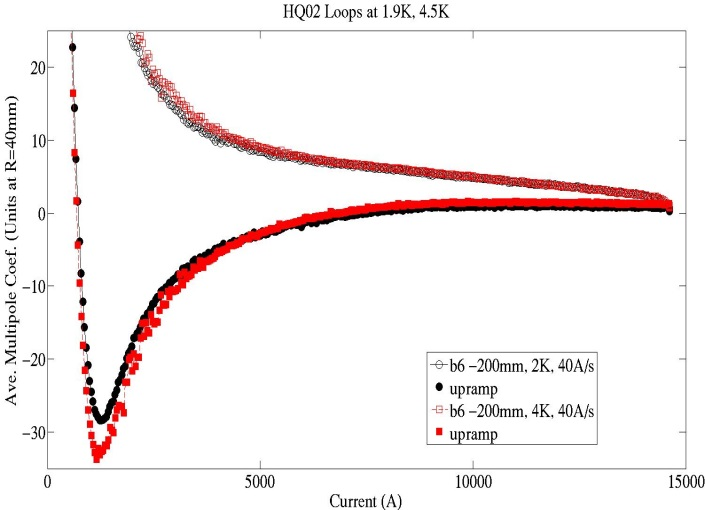 HQ02 Loops at 1.9K, 4.5K
Ave. Multipole Coef. (Units at R=40mm)
20
10
0
−10
−20
−30
b6 −200mm, 2K, 40A/s
upramp
b6 −200mm, 4K, 40A/s
upramp
0
5000
10000
15000
Current (A)